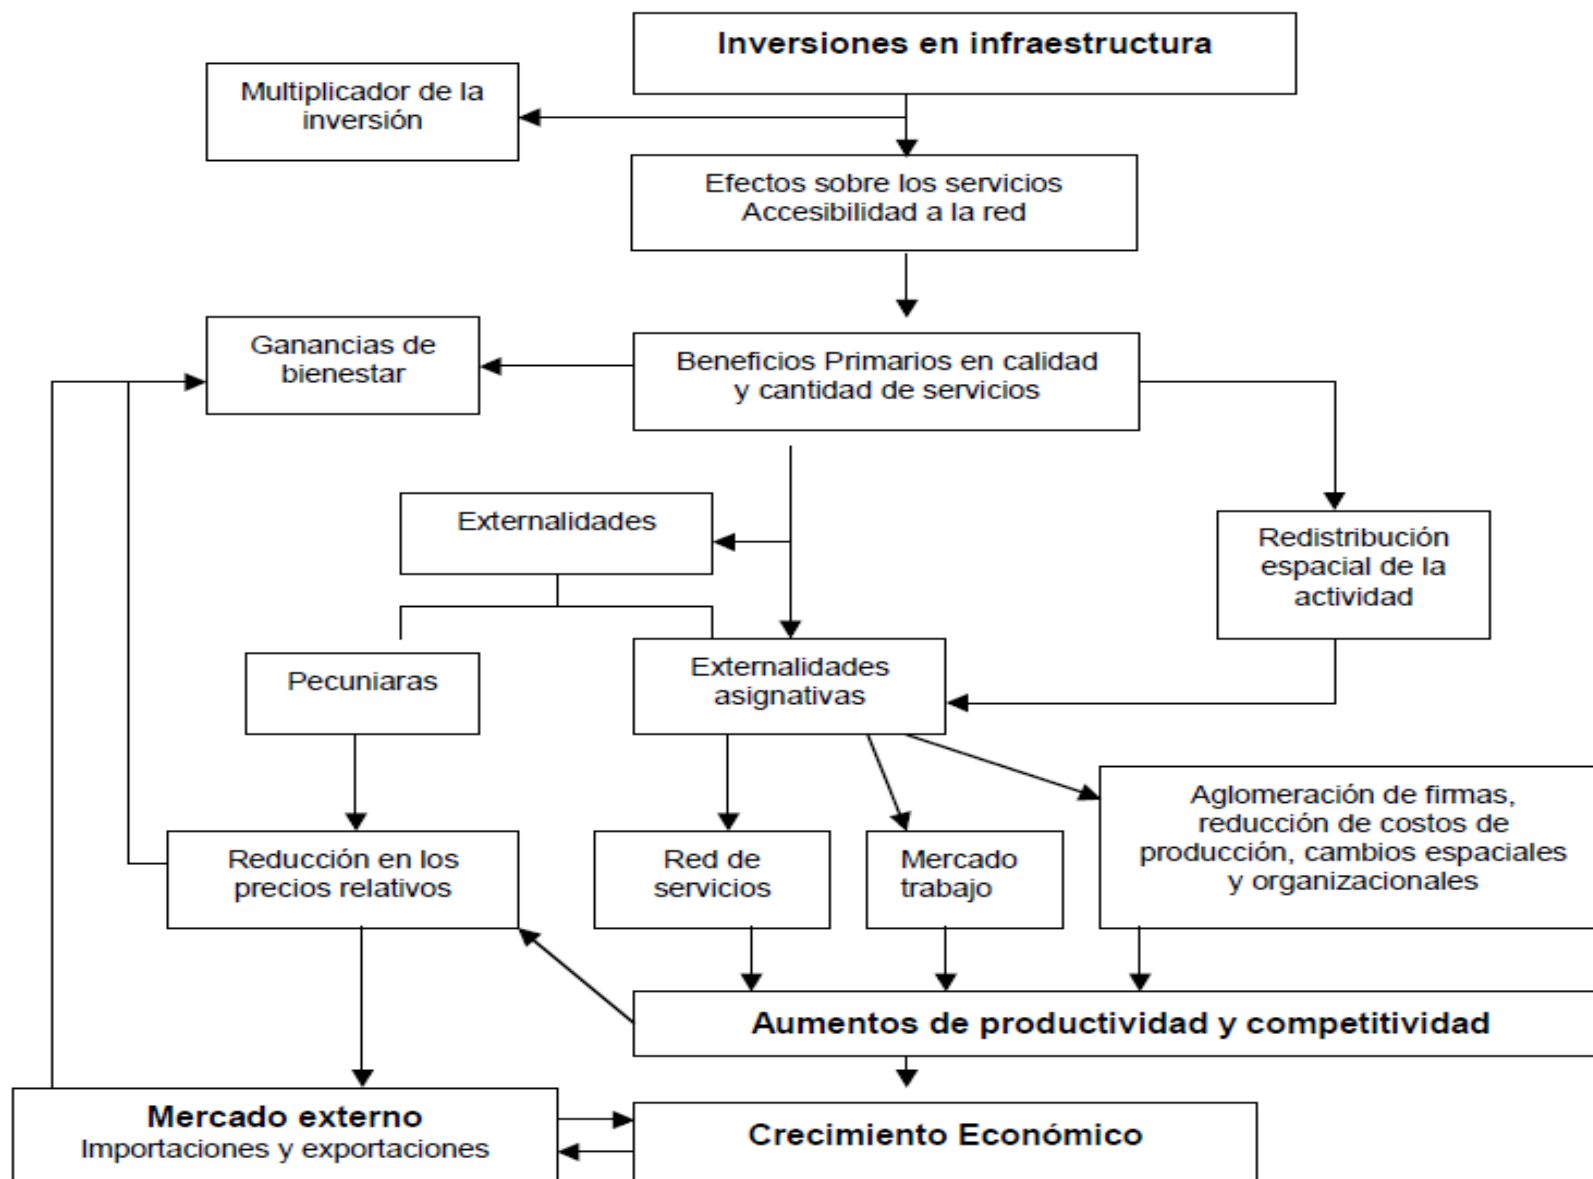 Inversiones en infraestructura
Multiplicador de la
inversión
Efectos sobre los servicios
Accesibilidad a la red
Ganancias de
bienestar
Beneficios Primarios en calidad
y cantidad de servicios
Externalidades
Redistribución
espacial de la
actividad
Pecuniaras
Externalidades
asignativas
Aglomeración de firmas,
reducción de costos de
producción, cambios espaciales
y organizacionales
Reducción en los
precios relativos
Red de
servicios
Mercado
trabajo
Aumentos de productividad y competitividad
Mercado externo
Importaciones y exportaciones
Crecimiento Económico